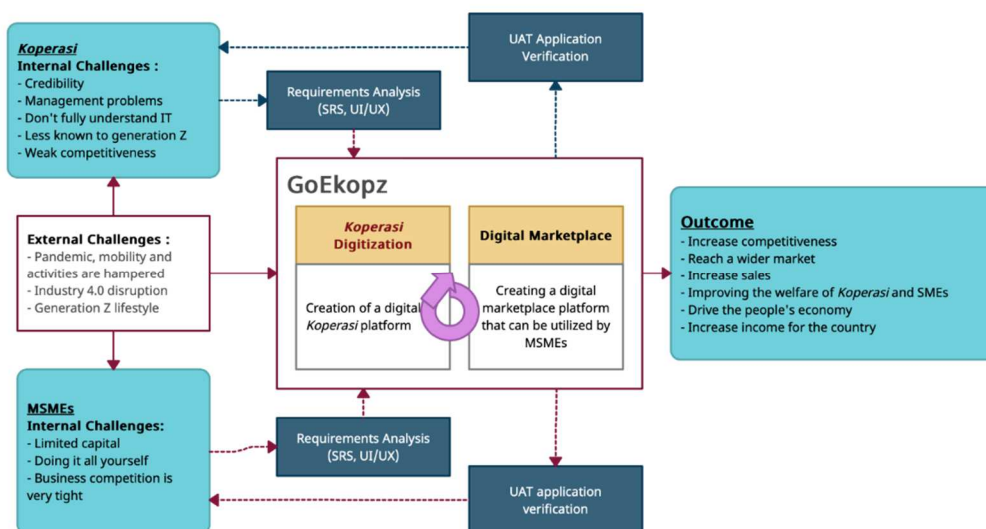 Koperasi
Internal Challenges :
- Credibility
- Management problems
- Don't fully understand IT
- Less known to generation Z
- Weak competitiveness
UAT Application
Verification
Requirements Analysis
(SRS, UI/UX)
External Challenges :
- Pandemic, mobility and
activities are hampered
- Industry 4.0 disruption
- Generation Z lifestyle
GoEkopz
Koperasi
Digitization
Creation of a digital
Koperasi platform
Digital Marketplace
Creating a digital
marketplace platform
that can be utilized by
MSMEs
Outcome
- Increase competitiveness
- Reach a wider market
- Increase sales
- Improving the welfare of Koperasi and SMEs
- Drive the people's economy
- Increase income for the country
MSMEs
Internal Challenges:
- Limited capital
- Doing it all yourself
- Business competition is
very tight
Requirements Analysis
(SRS, UI/UX)
UAT application
verification